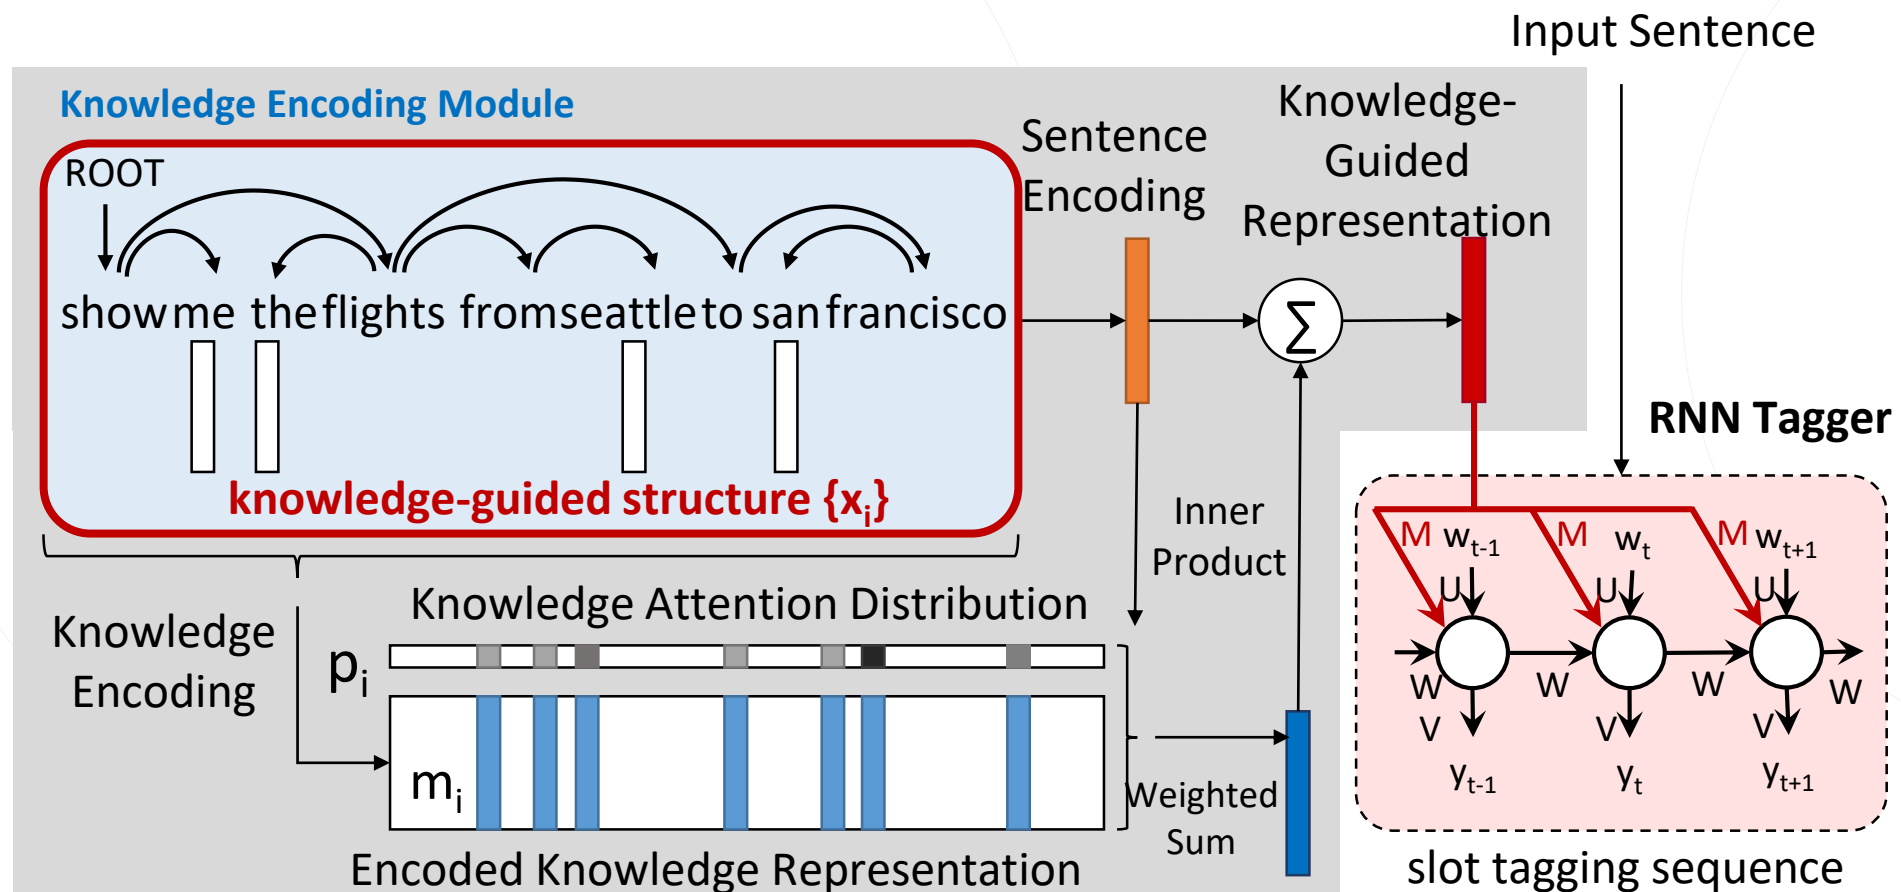 Input Sentence
Knowledge Encoding Module
Knowledge-
Guided
Representation
Sentence
Encoding
ROOT
show me the flights from seattle to san francisco
∑
knowledge-guided structure {xᵢ}
RNN Tagger
Inner
Product
Knowledge Attention Distribution
Knowledge
Encoding
pᵢ
mᵢ
Weighted
Sum
Encoded Knowledge Representation
M wₜ₋₁ M wₜ M wₜ₊₁
U U U
W W W W
V V V
yₜ₋₁ yₜ yₜ₊₁
slot tagging sequence